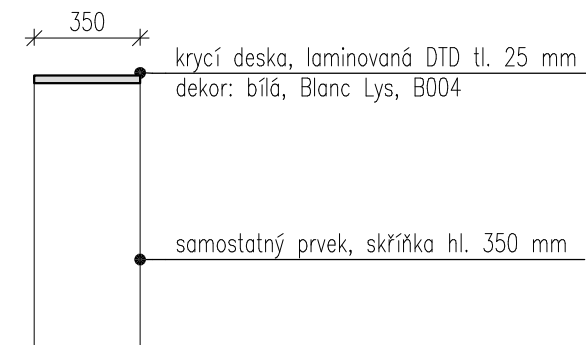 350
krycí deska, laminovaná DTD tl. 25 mm
dekor: bílá, Blanc Lys, B004
samostatný prvek, skříňka hl. 350 mm